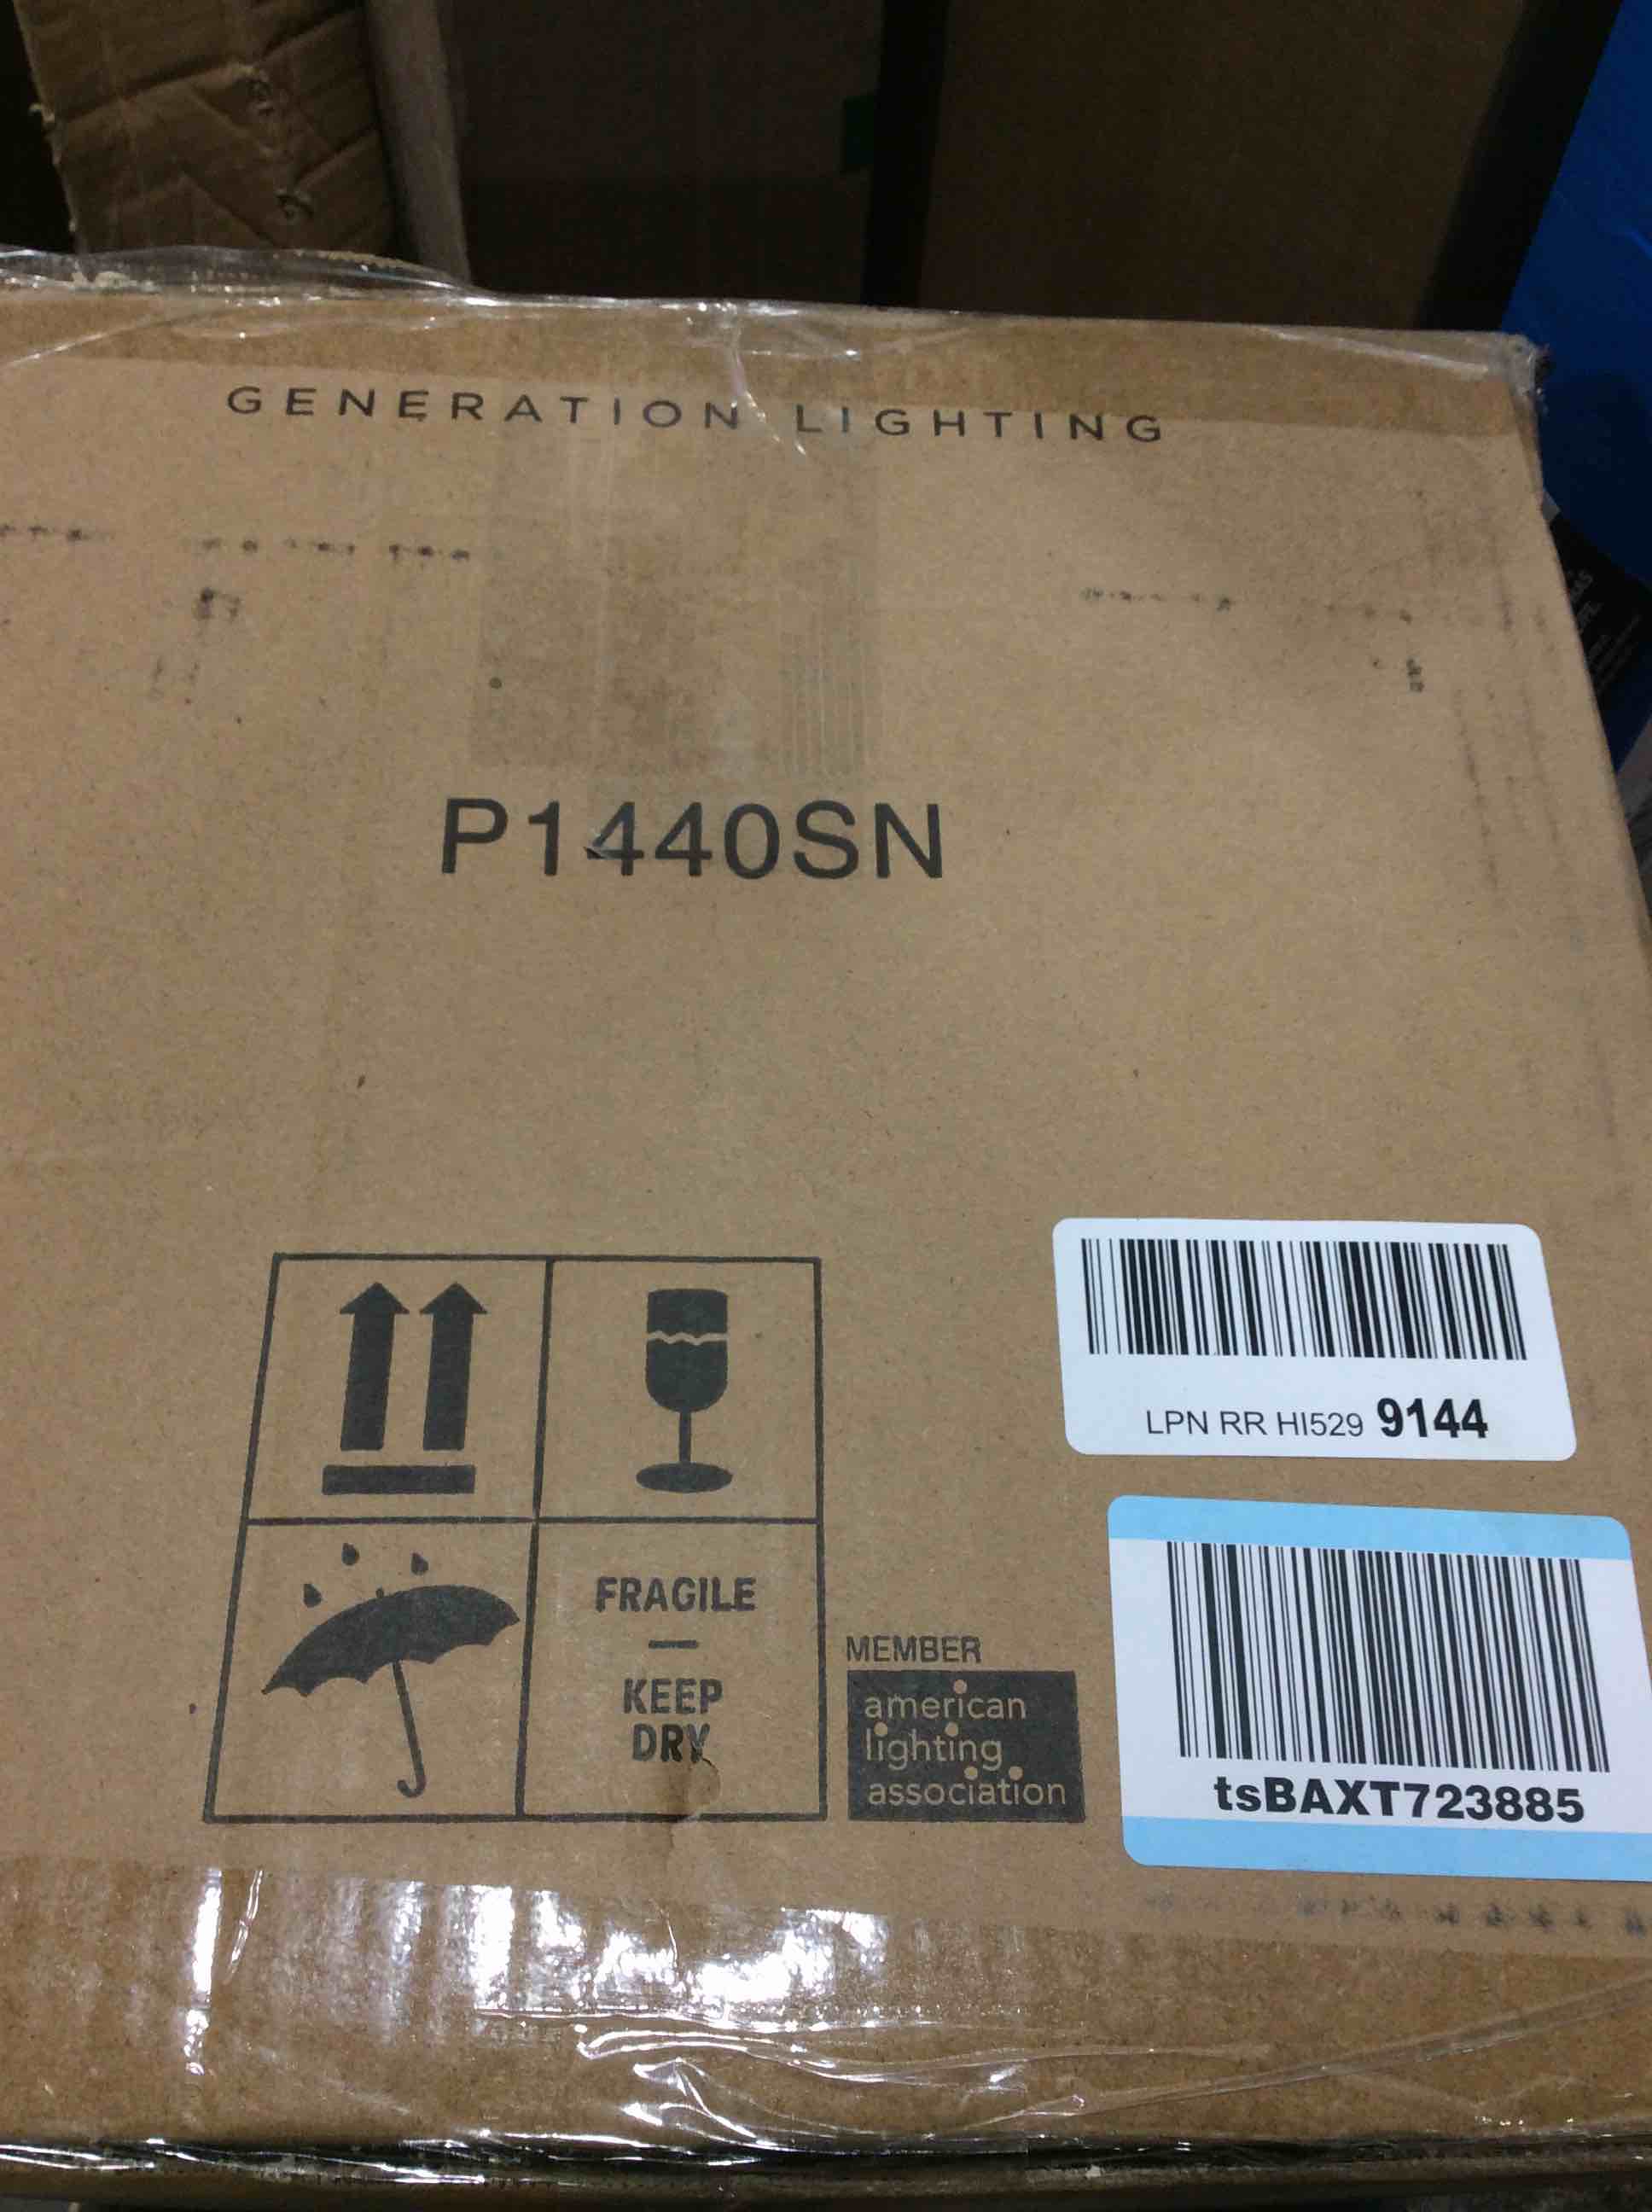 GENERATION LIGHTING
P1440SN
LPN RR HI529 9144
FRAGILE
KEEP
DRY
MEMBER
american
lighting
association
tsBAXT723885